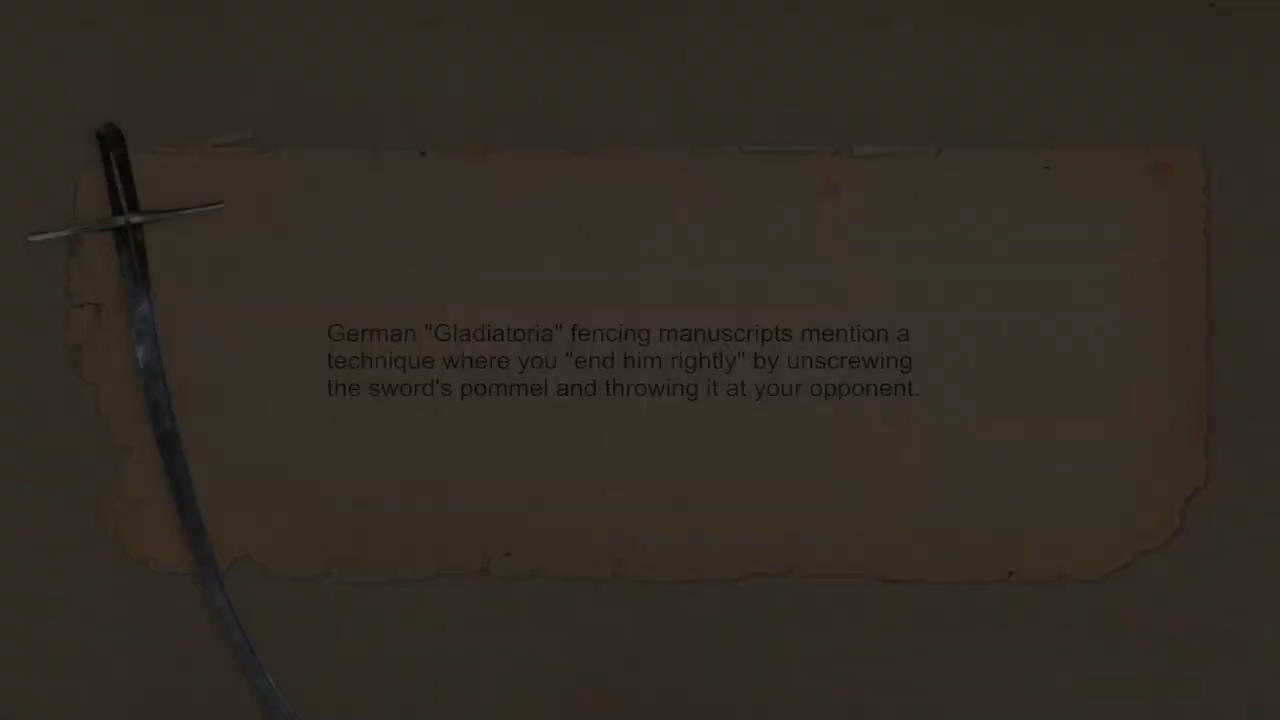 German "Gladiatoria" fencing manuscripts mention a
technique where you "end him rightly" by unscrewing
the sword's pommel and throwing it at your opponent.